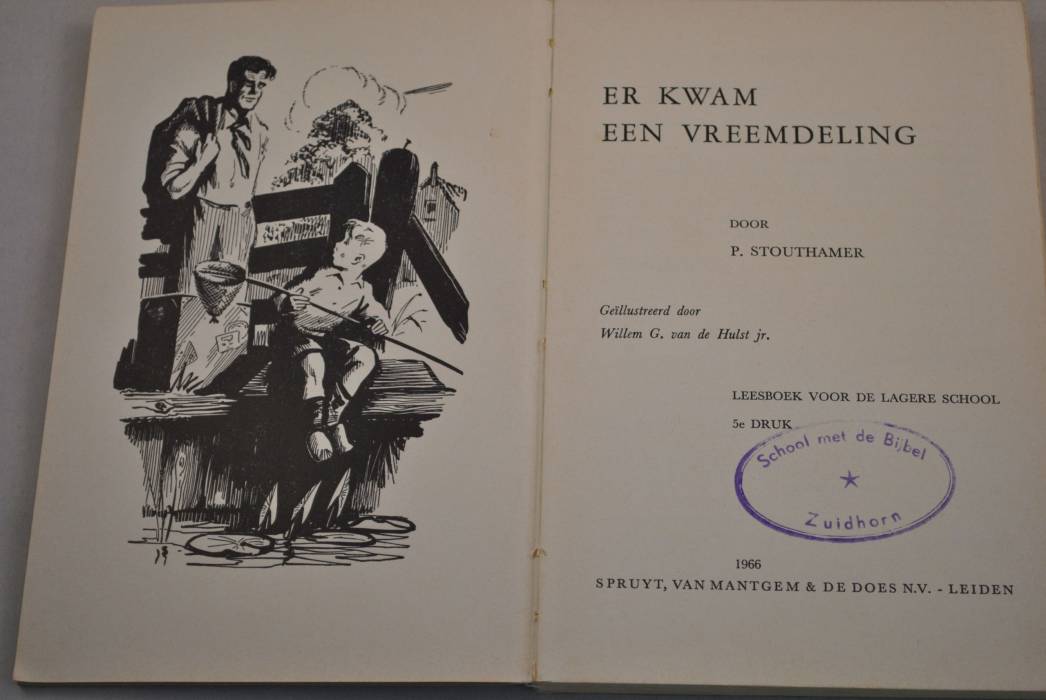 ER KWAM
EEN VREEMDELING
DOOR
P. STOUTHAMER
Geïllustreerd door
Willem G. van de Hulst jr.
LEESBOEK VOOR DE LAGERE SCHOOL
5e DRUK
School met de Bijbel
Zuidhorn
1966
SPRUYT, VAN MANTGEM & DE DOES N.V. - LEIDEN